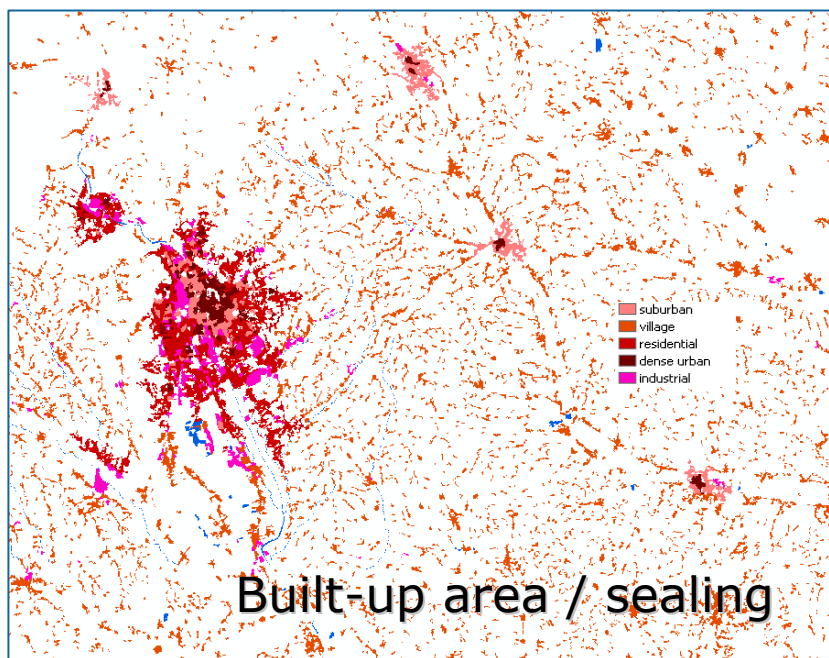 suburban
village
residential
dense urban
industrial
Built-up area / sealing